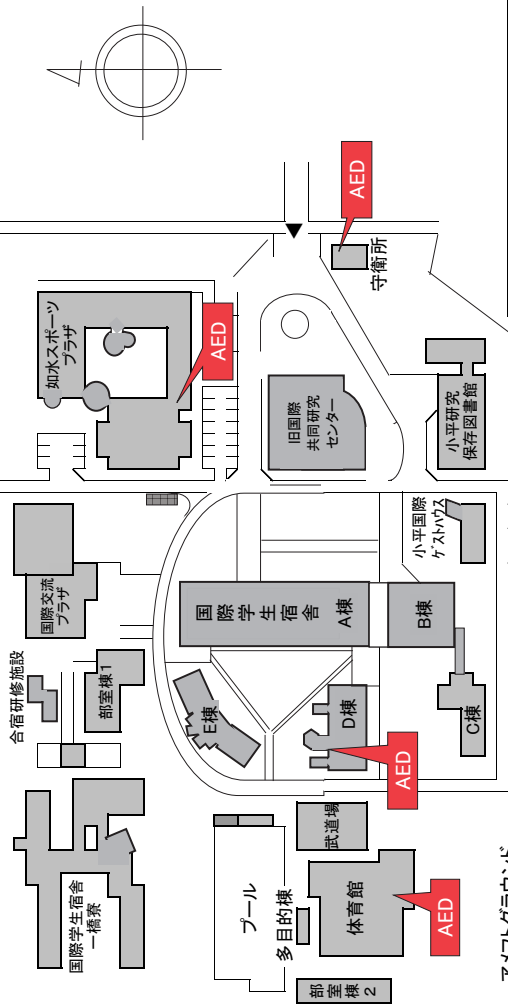 AED
守衛所
如水スポーツ
プラザ
AED
旧国際
共同研究
センター
小平研究
保存図書館
小平国際
ゲストハウス
国際交流
プラザ
国際学生宿舎 A棟
B棟
合宿研修施設
部室棟1
E棟
D棟
C棟
AED
武道場
国際学生宿舎
一橋寮
プール
多目的棟
体育館
AED
部室棟2